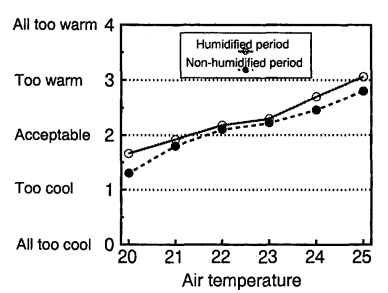 All too warm 4
Humidified period
Non-humidified period
Too warm 3
Acceptable 2
Too cool 1
All too cool 0
20 21 22 23 24 25
Air temperature